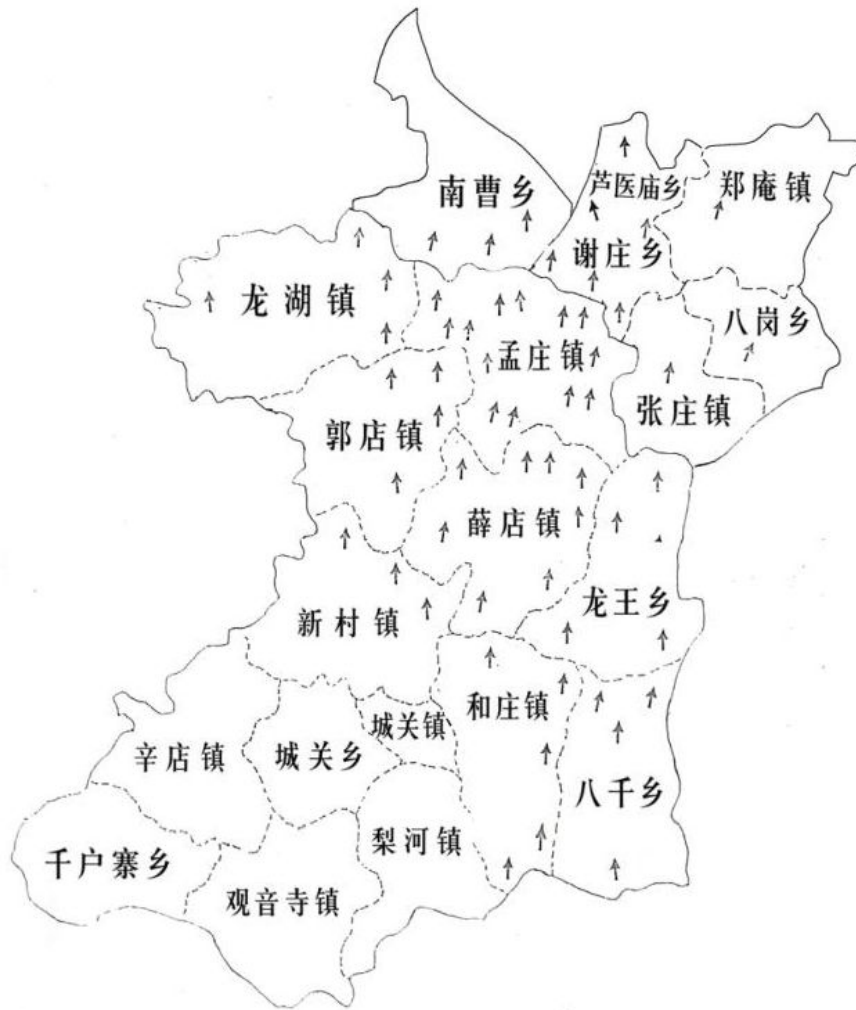 南曹乡
芦医庙乡
郑庵镇
谢庄乡
龙湖镇
八岗乡
孟庄镇
张庄镇
郭店镇
薛店镇
龙王乡
新村镇
和庄镇
城关镇
辛店镇
城关乡
八千乡
梨河镇
千户寨乡
观音寺镇